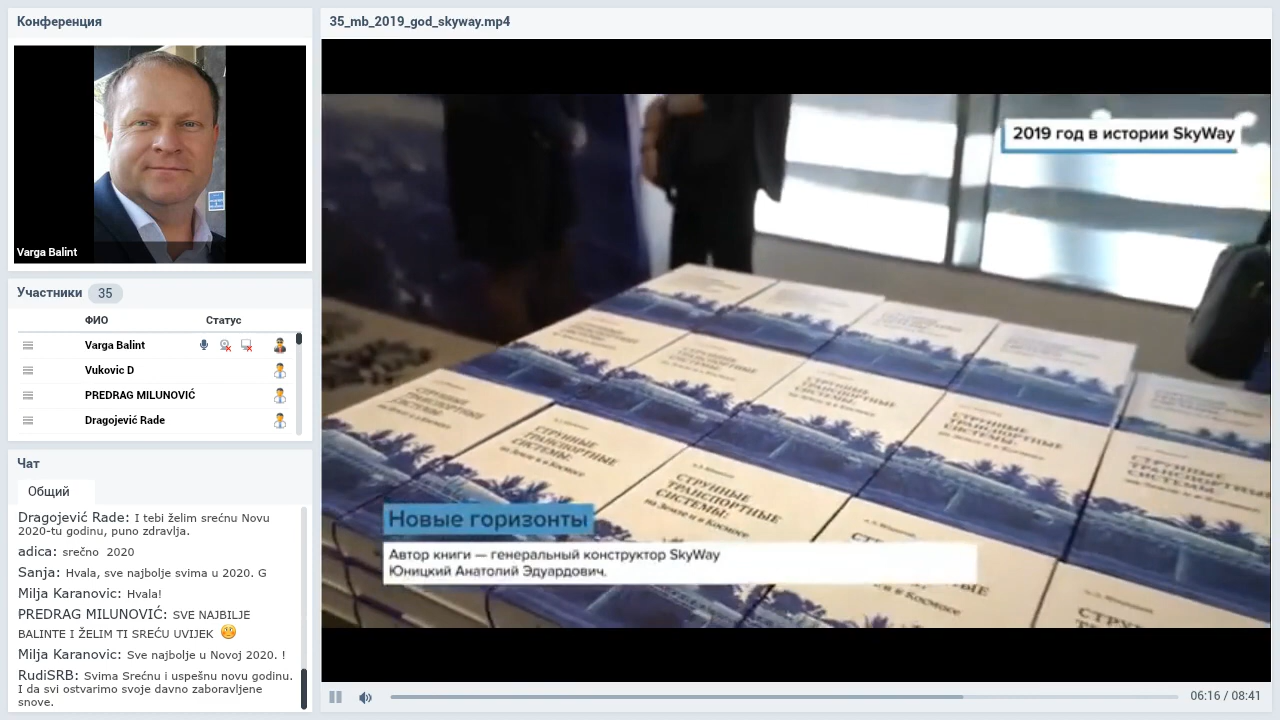 Конференция
Varga Balint
Участники 35
ФИО Статус
Varga Balint
Vukovic D
PREDRAG MILUNOVIĆ
Dragojević Rade
Чат
Общий
Dragojević Rade: I tebi želim srećnu Novu
2020-tu godinu, puno zdravlja.
adica: srečno 2020
Sanja: Hvala, sve najbolje svima u 2020. G
Milja Karanovic: Hvala!
PREDRAG MILUNOVIĆ: SVE NAJBILJE
BALINTE I ŽELIM TI SREĆU UVIJEK
Milja Karanovic: Sve najbolje u Novoj 2020. !
RudiSRB: Svima Srećnu i uspešnu novu godinu.
I da svi ostvarimo svoje davno zaboravljene
snove.
35_mb_2019_god_skyway.mp4
2019 год в истории SkyWay
СТРУННЫЕ
ТРАНСПОРТНЫЕ
СИСТЕМЫ:
на Земле и в Космосе
Новые горизонты
Автор книги — генеральный конструктор SkyWay
Юницкий Анатолий Эдуардович.
06:16 / 08:41